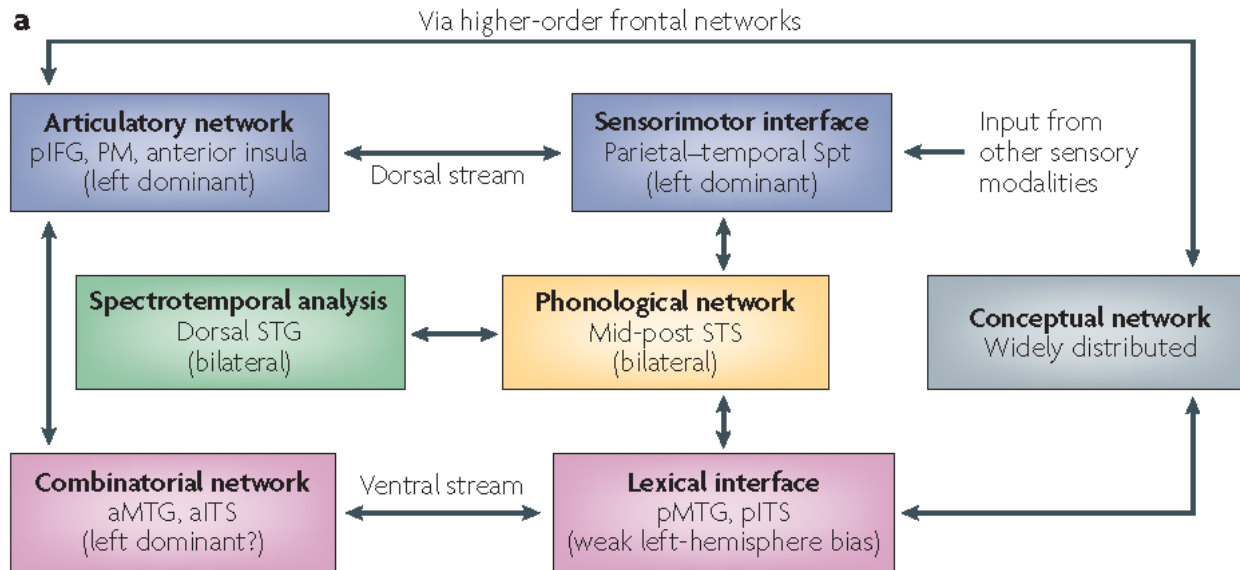 a
Via higher-order frontal networks
Articulatory network
pIFG, PM, anterior insula
(left dominant)
Dorsal stream
Sensorimotor interface
Parietal–temporal Spt
(left dominant)
Input from
other sensory
modalities
Spectrotemporal analysis
Dorsal STG
(bilateral)
Phonological network
Mid-post STS
(bilateral)
Conceptual network
Widely distributed
Combinatorial network
aMTG, aITS
(left dominant?)
Ventral stream
Lexical interface
pMTG, pITS
(weak left-hemisphere bias)